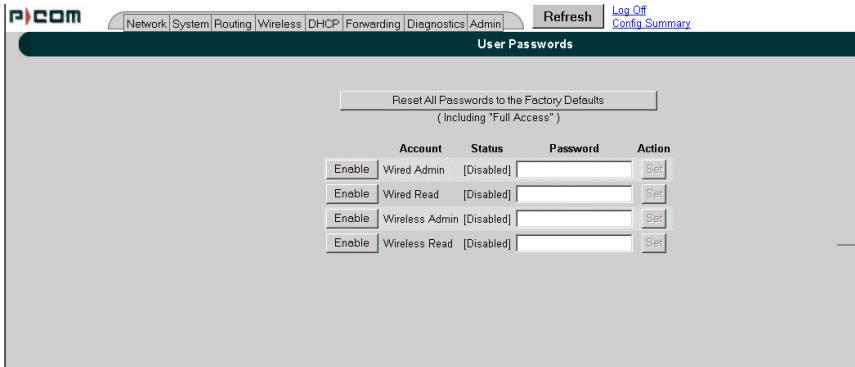 P)COM
Network System Routing Wireless DHCP Forwarding Diagnostics Admin Refresh Log Off
Config Summary
User Passwords
Reset All Passwords to the Factory Defaults
( Including "Full Access" )
Account Status Password Action
Enable Wired Admin [Disabled] Set
Enable Wired Read [Disabled] Set
Enable Wireless Admin [Disabled] Set
Enable Wireless Read [Disabled] Set